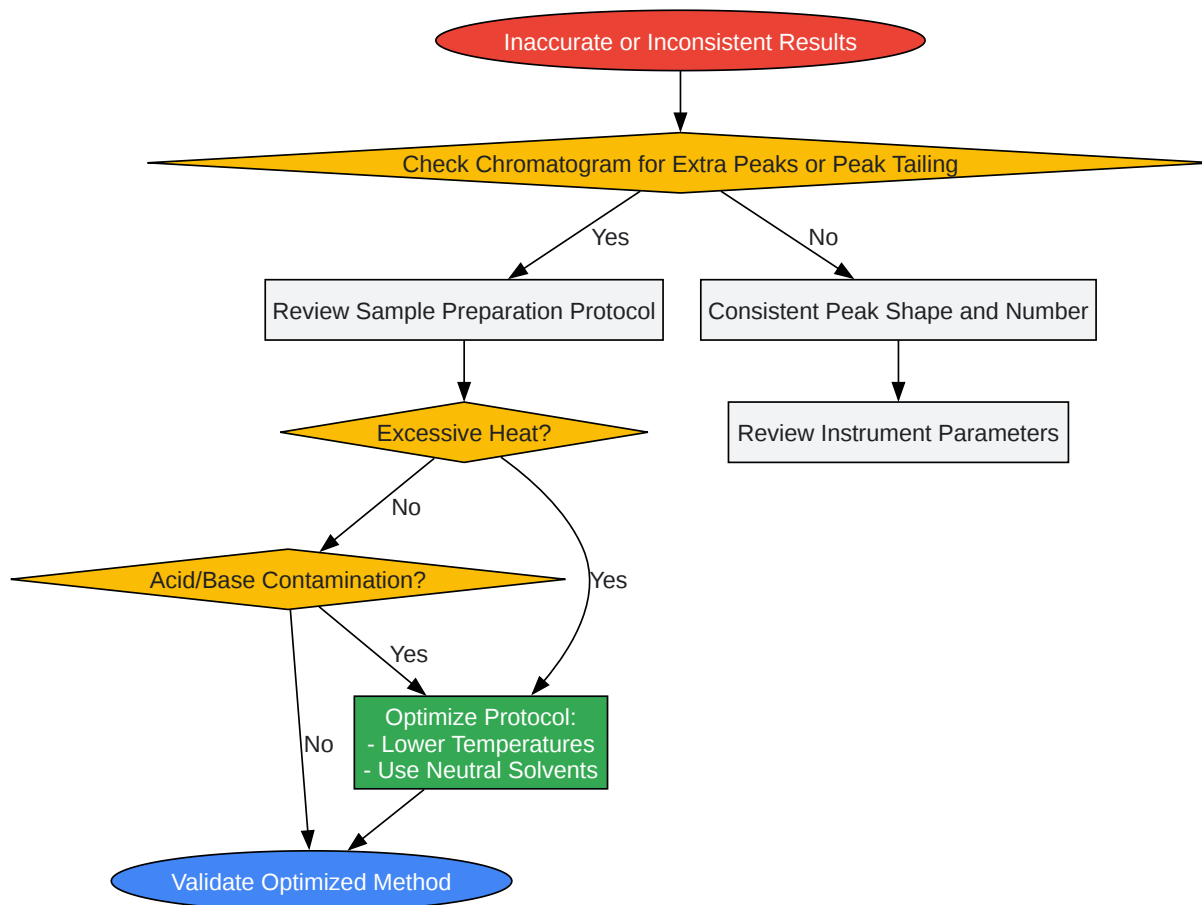 Inaccurate or Inconsistent Results
Check Chromatogram for Extra Peaks or Peak Tailing
Yes
No
Review Sample Preparation Protocol
Consistent Peak Shape and Number
Excessive Heat?
Review Instrument Parameters
No
Acid/Base Contamination?
Yes
Yes
Optimize Protocol:
- Lower Temperatures
- Use Neutral Solvents
No
Validate Optimized Method